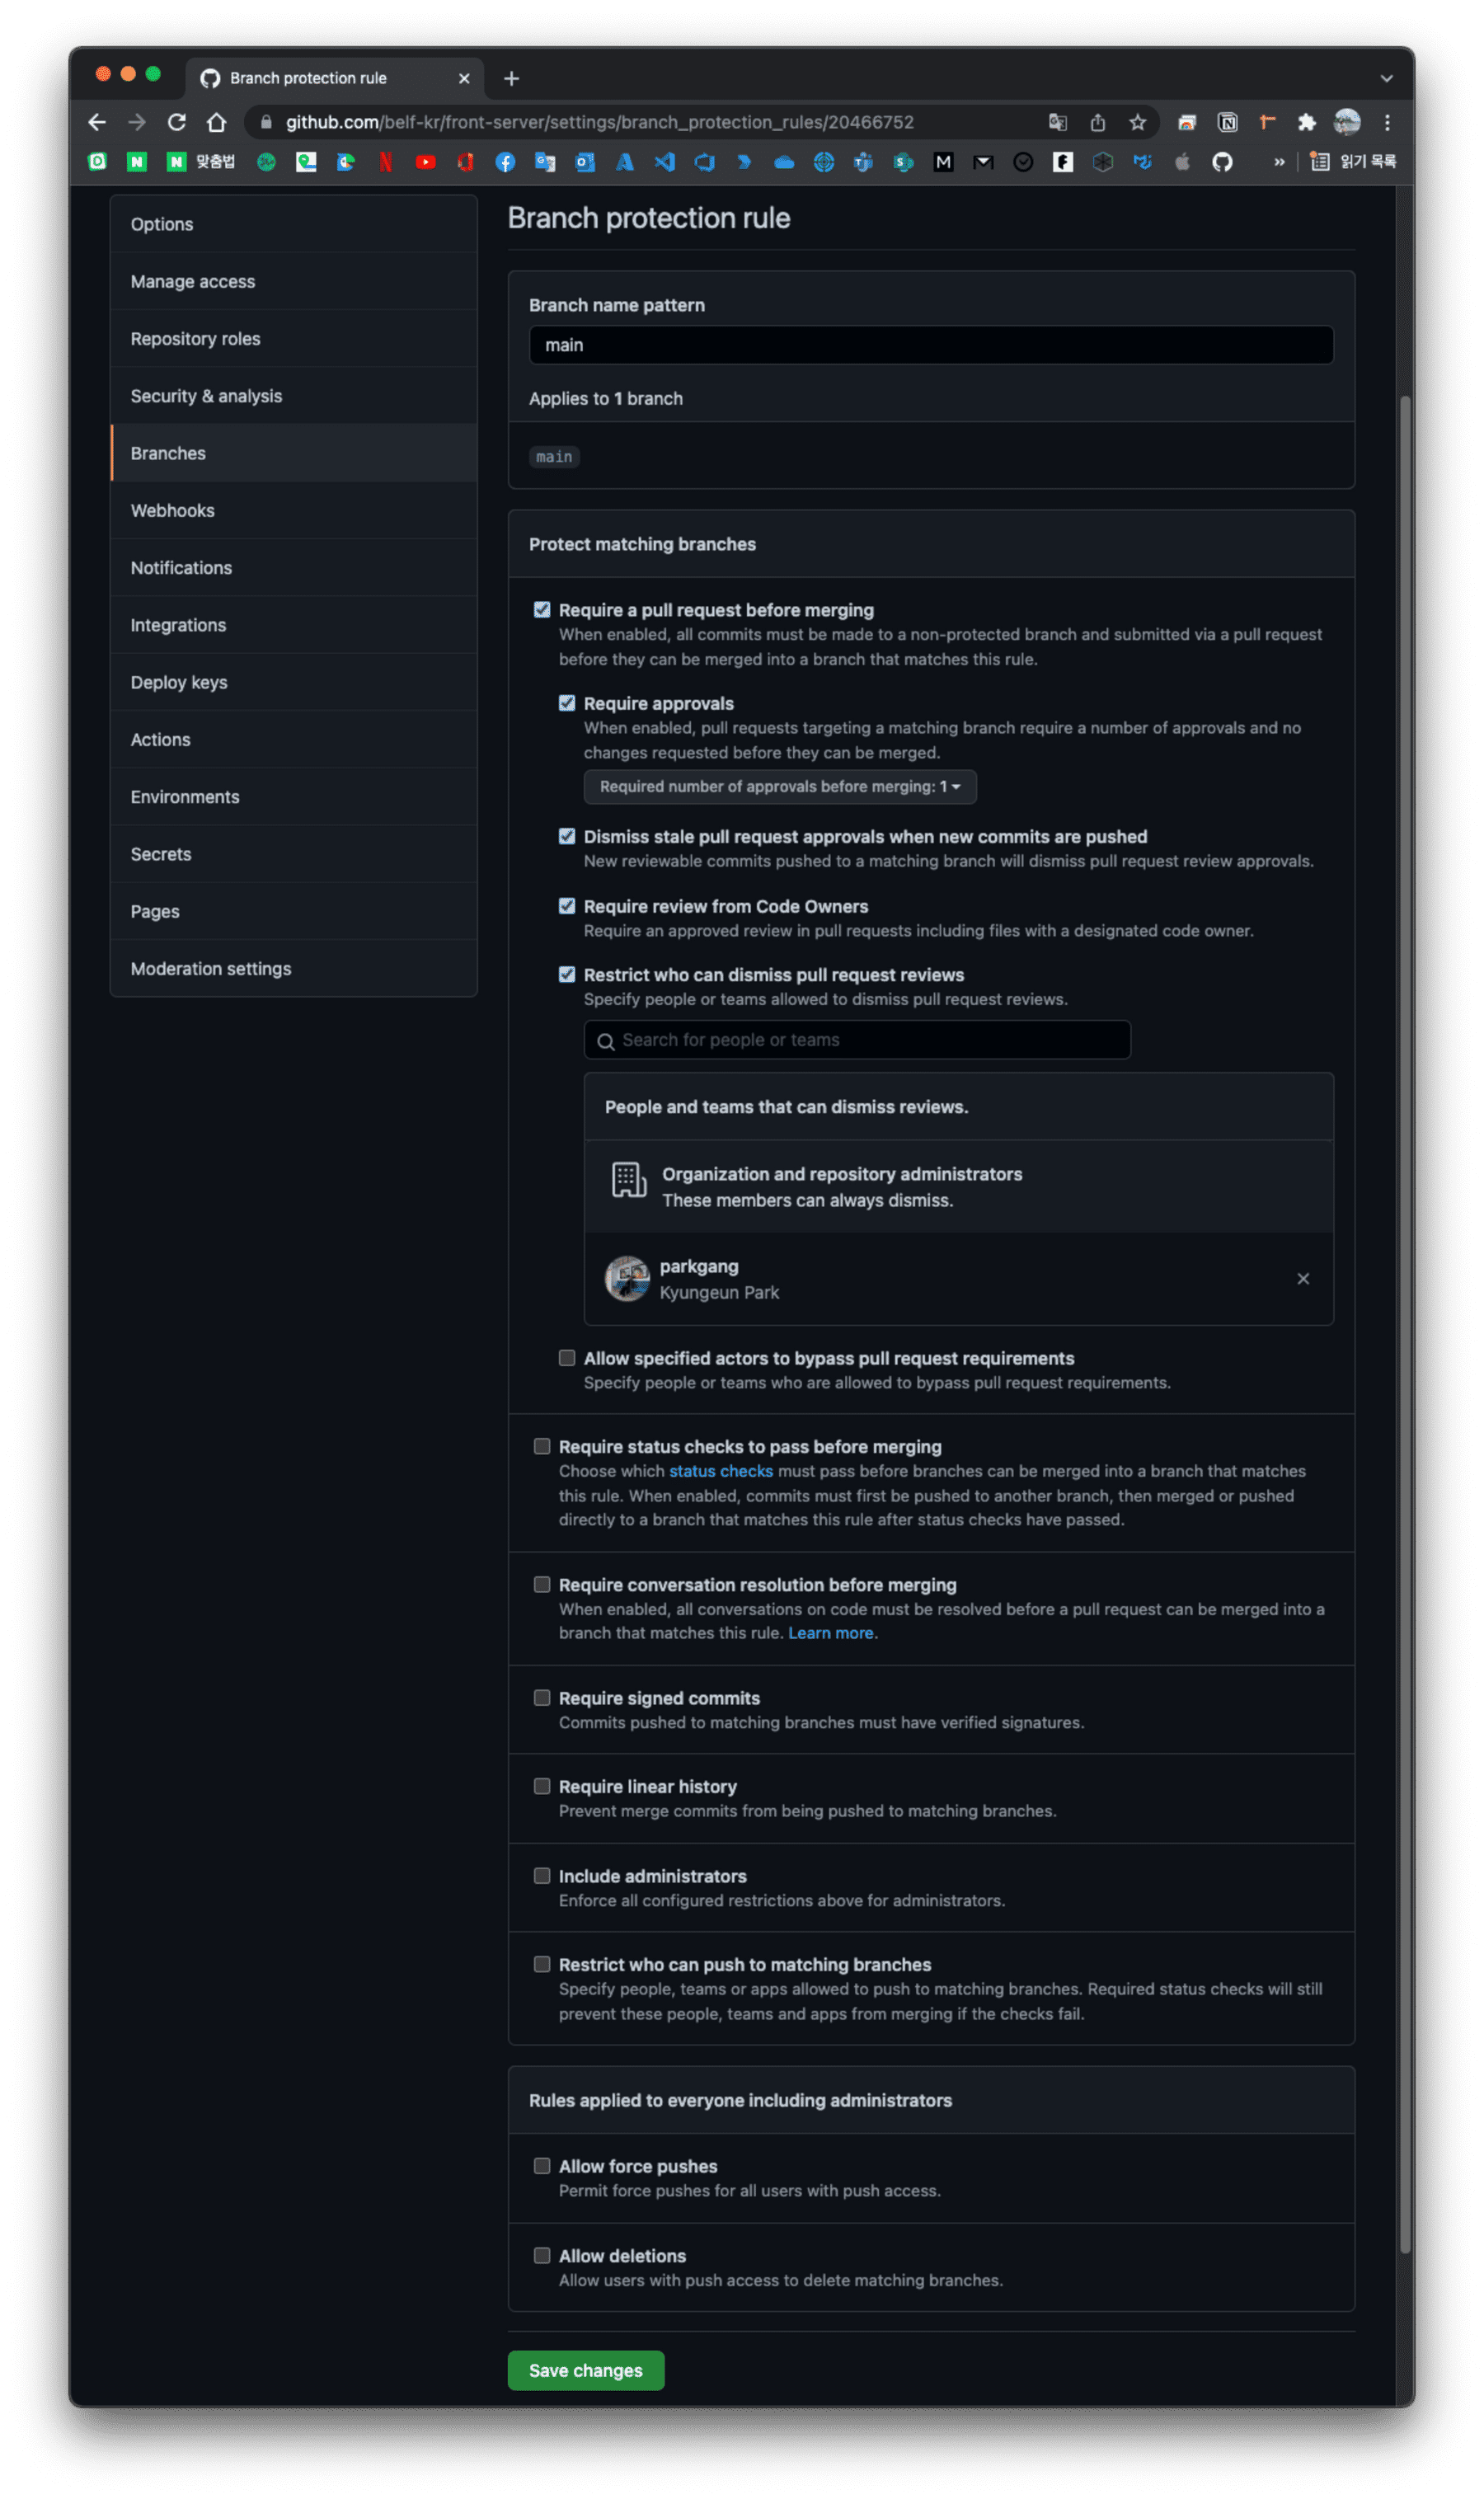 Branch protection rule
github.com/belf-kr/front-server/settings/branch_protection_rules/20466752
맞춤법
읽기 목록
Options
Manage access
Repository roles
Security & analysis
Branches
Webhooks
Notifications
Integrations
Deploy keys
Actions
Environments
Secrets
Pages
Moderation settings
Branch protection rule
Branch name pattern
main
Applies to 1 branch
main
Protect matching branches
Require a pull request before merging
When enabled, all commits must be made to a non-protected branch and submitted via a pull request
before they can be merged into a branch that matches this rule.
Require approvals
When enabled, pull requests targeting a matching branch require a number of approvals and no
changes requested before they can be merged.
Required number of approvals before merging: 1
Dismiss stale pull request approvals when new commits are pushed
New reviewable commits pushed to a matching branch will dismiss pull request review approvals.
Require review from Code Owners
Require an approved review in pull requests including files with a designated code owner.
Restrict who can dismiss pull request reviews
Specify people or teams allowed to dismiss pull request reviews.
Search for people or teams
People and teams that can dismiss reviews.
Organization and repository administrators
These members can always dismiss.
parkgang
Kyungeun Park
Allow specified actors to bypass pull request requirements
Specify people or teams who are allowed to bypass pull request requirements.
Require status checks to pass before merging
Choose which status checks must pass before branches can be merged into a branch that matches
this rule. When enabled, commits must first be pushed to another branch, then merged or pushed
directly to a branch that matches this rule after status checks have passed.
Require conversation resolution before merging
When enabled, all conversations on code must be resolved before a pull request can be merged into a
branch that matches this rule. Learn more.
Require signed commits
Commits pushed to matching branches must have verified signatures.
Require linear history
Prevent merge commits from being pushed to matching branches.
Include administrators
Enforce all configured restrictions above for administrators.
Restrict who can push to matching branches
Specify people, teams or apps allowed to push to matching branches. Required status checks will still
prevent these people, teams and apps from merging if the checks fail.
Rules applied to everyone including administrators
Allow force pushes
Permit force pushes for all users with push access.
Allow deletions
Allow users with push access to delete matching branches.
Save changes